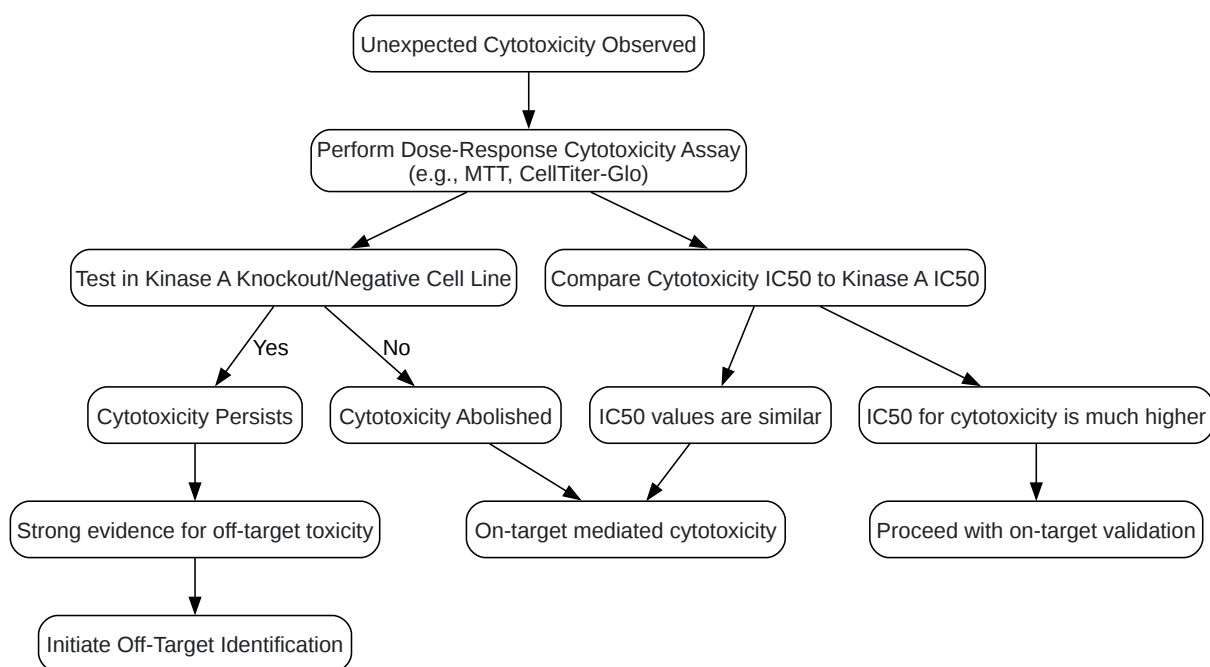 Unexpected Cytotoxicity Observed
Perform Dose-Response Cytotoxicity Assay
(e.g., MTT, CellTiter-Glo)
Test in Kinase A Knockout/Negative Cell Line
Compare Cytotoxicity IC50 to Kinase A IC50
Yes
No
Cytotoxicity Persists
Cytotoxicity Abolished
IC50 values are similar
IC50 for cytotoxicity is much higher
Strong evidence for off-target toxicity
On-target mediated cytotoxicity
Proceed with on-target validation
Initiate Off-Target Identification